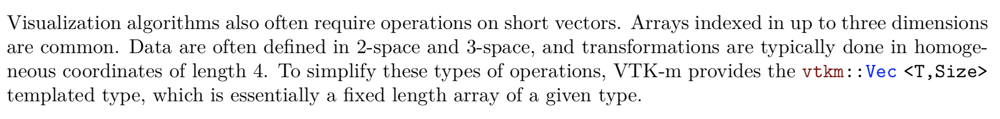 Visualization algorithms also often require operations on short vectors. Arrays indexed in up to three dimensions
are common. Data are often defined in 2-space and 3-space, and transformations are typically done in homoge-
neous coordinates of length 4. To simplify these types of operations, VTK-m provides the vtkm::Vec <T,Size>
templated type, which is essentially a fixed length array of a given type.